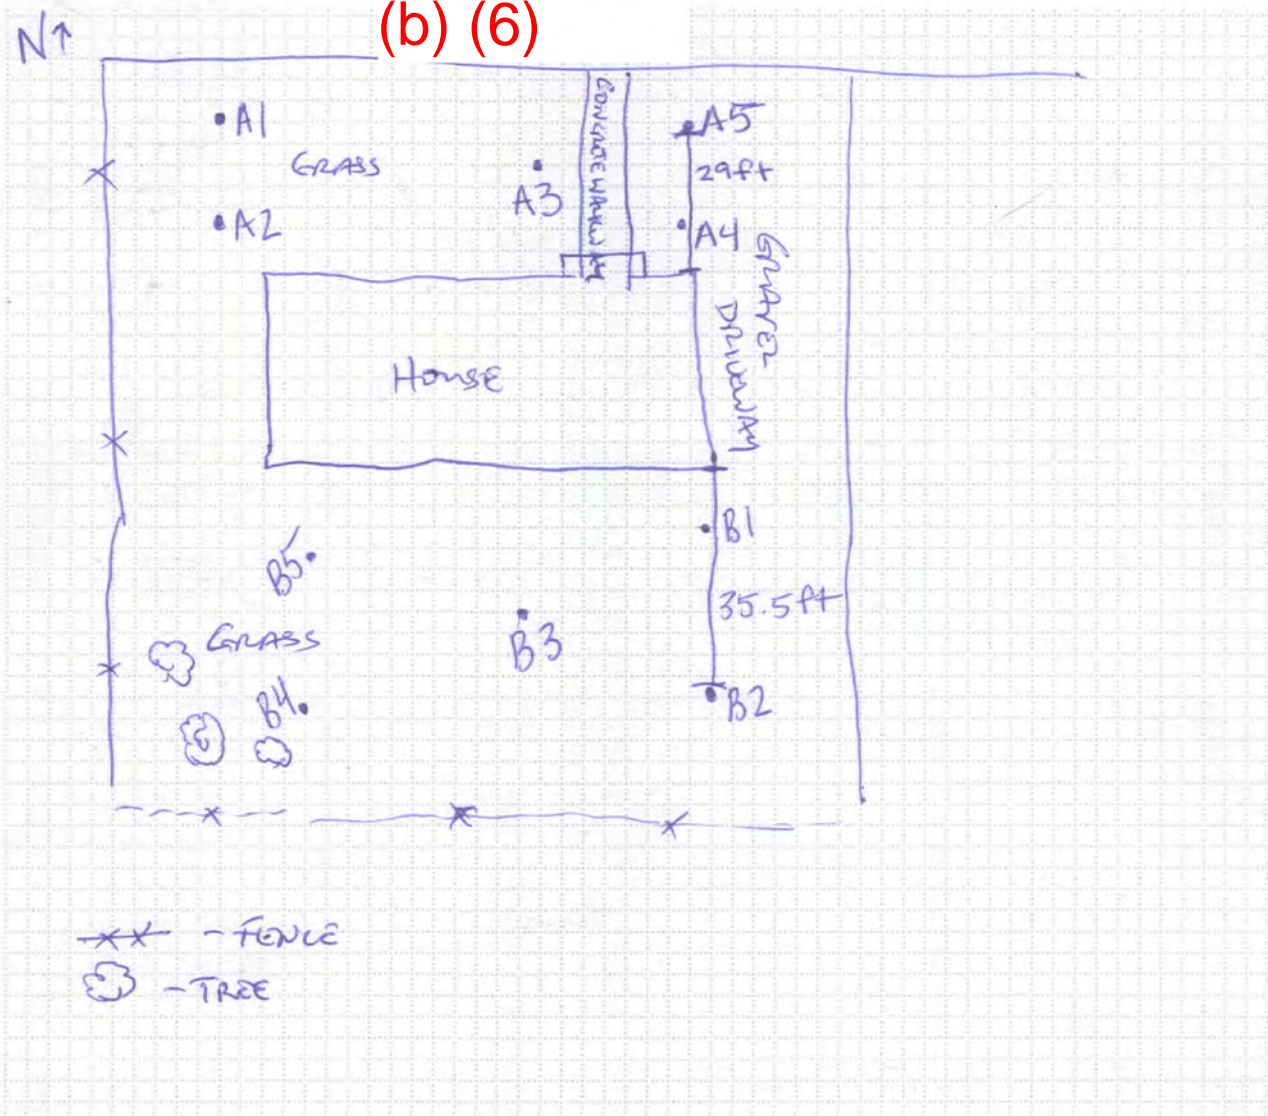 (b) (6)
N↑
A1
GRASS
A2
A3
CONCRETE WALKWAY
A5
29ft
A4
GRAVEL
DRIVEWAY
HOUSE
B1
B5
35.5ft
GRASS
B3
B4
B2
- FENCE
- TREE